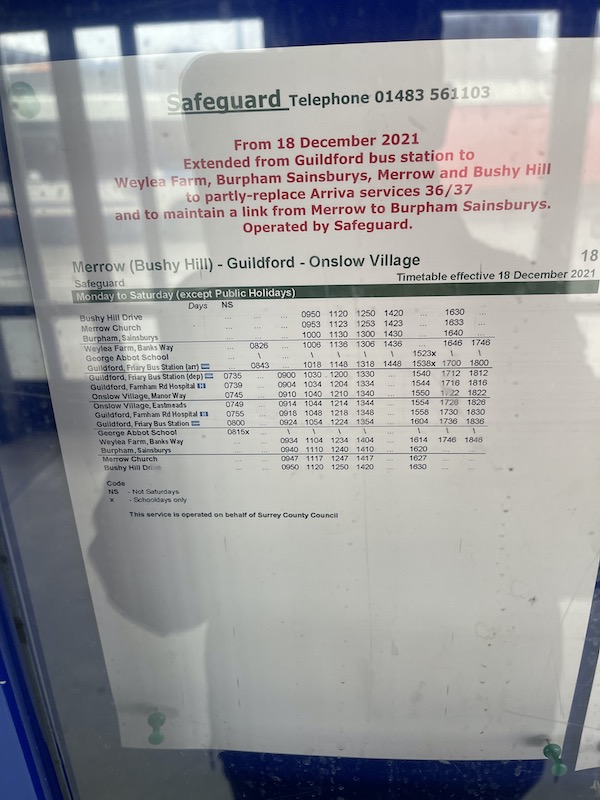 Safeguard Telephone 01483 561103
From 18 December 2021
Extended from Guildford bus station to
Weylea Farm, Burpham Sainsburys, Merrow and Bushy Hill
to partly-replace Arriva services 36/37
and to maintain a link from Merrow to Burpham Sainsburys.
Operated by Safeguard.
Merrow (Bushy Hill) - Guildford - Onslow Village 18
Safeguard Timetable effective 18 December 2021
Monday to Saturday (except Public Holidays)
Days NS
Bushy Hill Drive ... ... ... 0950 1120 1250 1420 ... 1630 ...
Merrow Church ... ... ... 0953 1123 1253 1423 ... 1633 ...
Burpham, Sainsburys ... ... ... 1000 1130 1300 1430 ... 1640 ...
Weylea Farm, Banks Way ... 0826 ... 1006 1136 1306 1436 ... 1646 1746
George Abbot School ... \ ... \ \ \ \ 1523x \ \
Guildford, Friary Bus Station (arr) ... 0843 ... 1018 1148 1318 1448 1538x 1700 1800
Guildford, Friary Bus Station (dep) 0735 ... 0900 1030 1200 1330 ... 1540 1712 1812
Guildford, Farnham Rd Hospital H 0739 ... 0904 1034 1204 1334 ... 1544 1716 1816
Onslow Village, Manor Way 0745 ... 0910 1040 1210 1340 ... 1550 1822
Onslow Village, Eastmeads 0749 ... 0914 1044 1214 1344 ... 1554 1726 1826
Guildford, Farnham Rd Hospital H 0755 ... 0918 1048 1218 1348 ... 1558 1730 1830
Guildford, Friary Bus Station 0800 ... 0924 1054 1224 1354 ... 1604 1736 1836
George Abbot School 0815x ... \ \ \ \ ... \ \ \
Weylea Farm, Banks Way ... ... 0934 1104 1234 1404 ... 1614 1746 1846
Burpham, Sainsburys ... ... 0940 1110 1240 1410 ... 1620 ... ...
Merrow Church ... ... 0947 1117 1247 1417 ... 1627 ... ...
Bushy Hill Drive ... ... 0950 1120 1250 1420 ... 1630 ... ...
Code
NS - Not Saturdays
x - Schooldays only
This service is operated on behalf of Surrey County Council